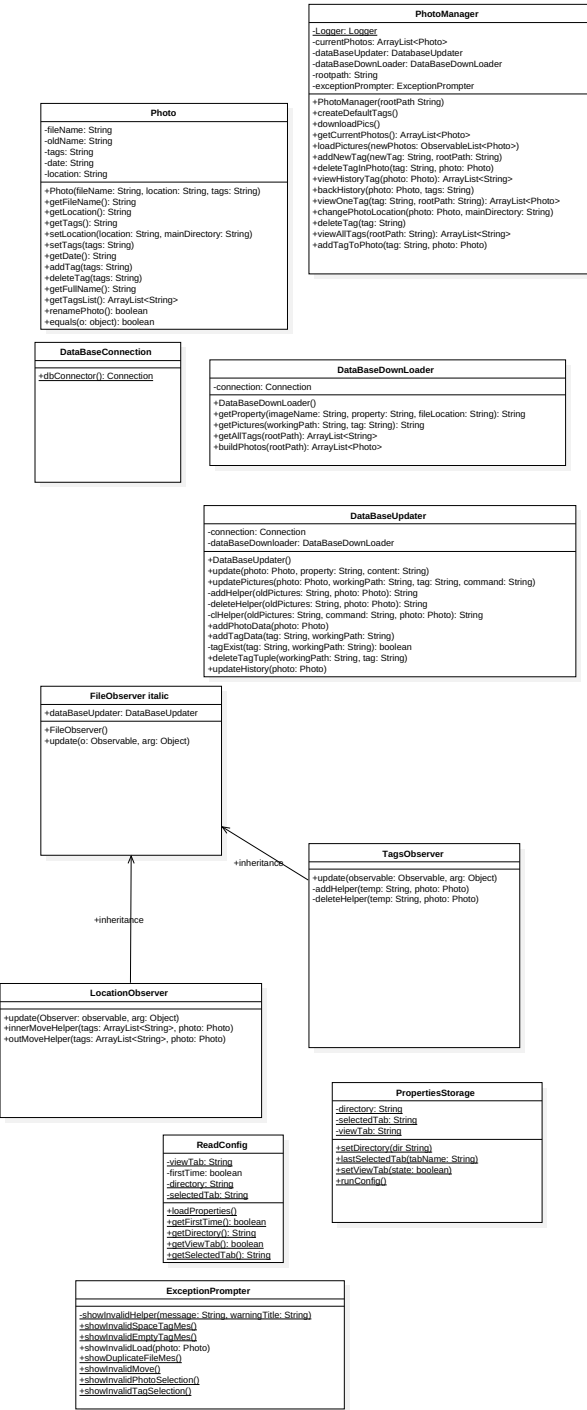 PhotoManager
-Logger: Logger
-currentPhotos: ArrayList<Photo>
-dataBaseUpdater: DatabaseUpdater
-dataBaseDownLoader: DataBaseDownLoader
-rootpath: String
-exceptionPrompter: ExceptionPrompter
+PhotoManager(rootPath String)
+createDefaultTags()
+downloadPics()
+getCurrentPhotos(): ArrayList<Photo>
+loadPictures(newPhotos: ObservableList<Photo>)
+addNewTag(newTag: String, rootPath: String)
+deleteTagInPhoto(tag: String, photo: Photo)
+viewHistoryTag(photo: Photo): ArrayList<String>
+backHistory(photo: Photo, tags: String)
+viewOneTag(tag: String, rootPath: String): ArrayList<Photo>
+changePhotoLocation(photo: Photo, mainDirectory: String)
+deleteTag(tag: String)
+viewAllTags(rootPath: String): ArrayList<String>
+addTagToPhoto(tag: String, photo: Photo)
Photo
-fileName: String
-oldName: String
-tags: String
-date: String
-location: String
+Photo(fileName: String, location: String, tags: String)
+getFileName(): String
+getLocation(): String
+getTags(): String
+setLocation(location: String, mainDirectory: String)
+setTags(tags: String)
+getDate(): String
+addTag(tags: String)
+deleteTag(tags: String)
+getFullName(): String
+getTagsList(): ArrayList<String>
+renamePhoto(): boolean
+equals(o: object): boolean
DataBaseConnection
+dbConnector(): Connection
DataBaseDownLoader
-connection: Connection
+DataBaseDownLoader()
+getProperty(imageName: String, property: String, fileLocation: String): String
+getPictures(workingPath: String, tag: String): String
+getAllTags(rootPath): ArrayList<String>
+buildPhotos(rootPath): ArrayList<Photo>
DataBaseUpdater
-connection: Connection
-dataBaseDownloader: DataBaseDownLoader
+DataBaseUpdater()
+update(photo: Photo, property: String, content: String)
+updatePictures(photo: Photo, workingPath: String, tag: String, command: String)
-addHelper(oldPictures: String, photo: Photo): String
-deleteHelper(oldPictures: String, photo: Photo): String
-clHelper(oldPictures: String, command: String, photo: Photo): String
+addPhotoData(photo: Photo)
+addTagData(tag: String, workingPath: String)
-tagExist(tag: String, workingPath: String): boolean
+deleteTagTuple(workingPath: String, tag: String)
+updateHistory(photo: Photo)
FileObserver italic
+dataBaseUpdater: DataBaseUpdater
+FileObserver()
+update(o: Observable, arg: Object)
+inheritance
TagsObserver
+update(observable: Observable, arg: Object)
-addHelper(temp: String, photo: Photo)
-deleteHelper(temp: String, photo: Photo)
+inheritance
LocationObserver
+update(Observer: observable, arg: Object)
+innerMoveHelper(tags: ArrayList<String>, photo: Photo)
+outMoveHelper(tags: ArrayList<String>, photo: Photo)
PropertiesStorage
-directory: String
-selectedTab: String
-viewTab: String
+setDirectory(dir String)
+lastSelectedTab(tabName: String)
+setViewTab(state: boolean)
+runConfig()
ReadConfig
-viewTab: String
-firstTime: boolean
-directory: String
-selectedTab: String
+loadProperties()
+getFirstTime(): boolean
+getDirectory(): String
+getViewTab(): boolean
+getSelectedTab(): String
ExceptionPrompter
-showInvalidHelper(message: String, warningTitle: String)
+showInvalidSpaceTagMes()
+showInvalidEmptyTagMes()
+showInvalidLoad(photo: Photo)
+showDuplicateFileMes()
+showInvalidMove()
+showInvalidPhotoSelection()
+showInvalidTagSelection()